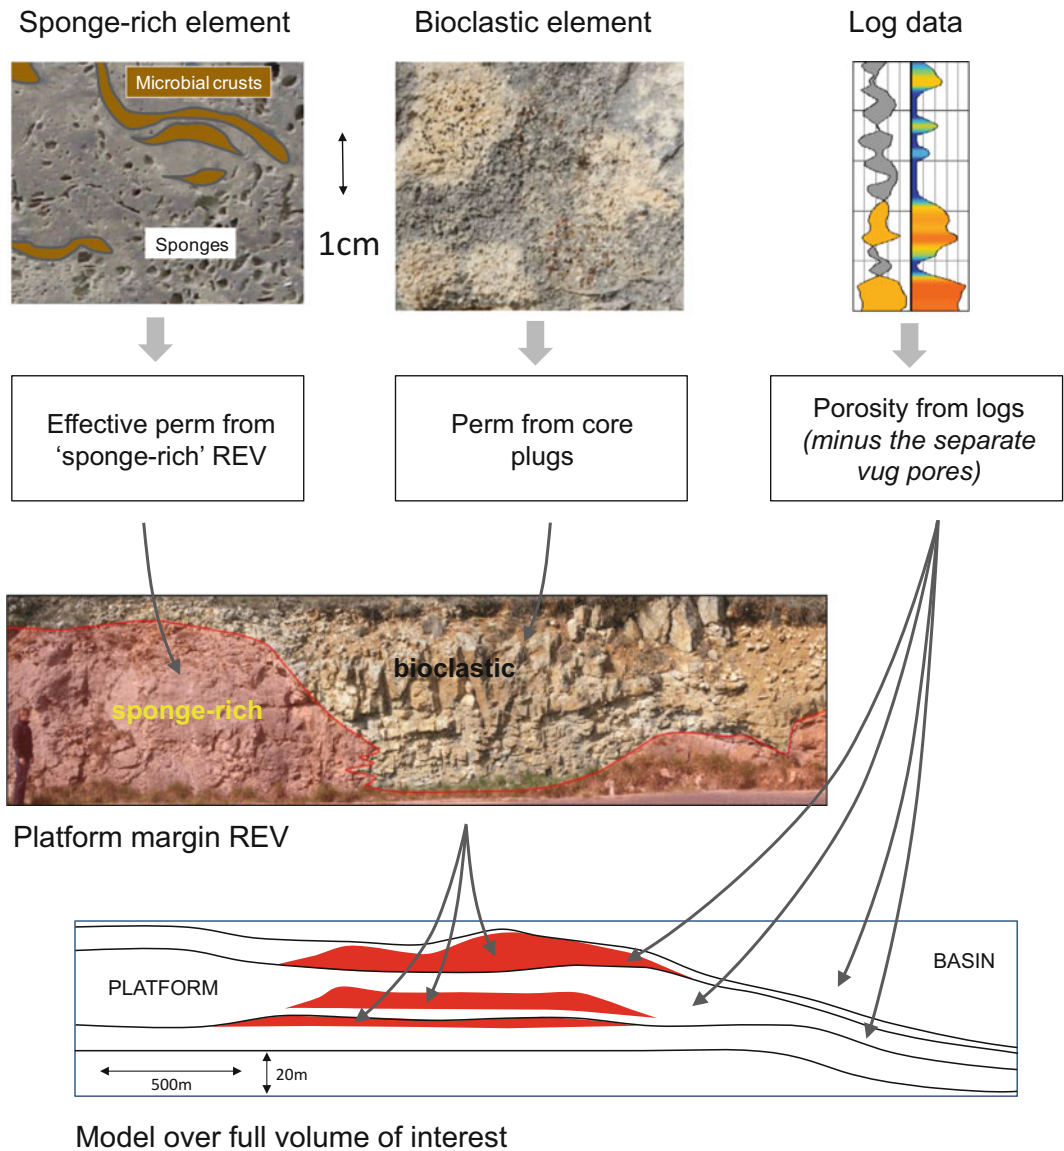 Sponge-rich element
Bioclastic element
Log data
Microbial crusts
Sponges
1cm
Effective perm from
‘sponge-rich’ REV
Perm from core
plugs
Porosity from logs
(minus the separate
vug pores)
bioclastic
sponge-rich
Platform margin REV
PLATFORM
BASIN
500m
20m
Model over full volume of interest